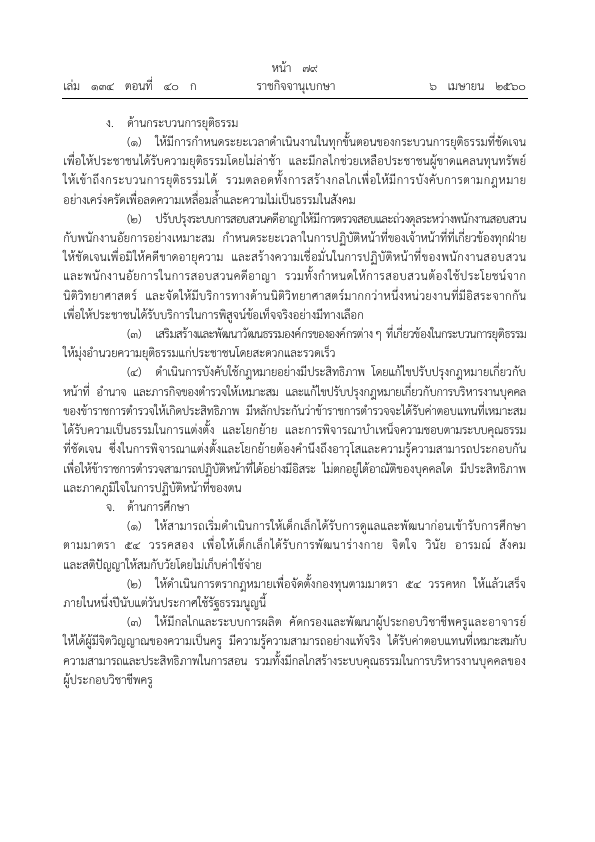 หน้า ๗๙
เล่ม ๑๓๔ ตอนที่ ๔๐ ก ราชกิจจานุเบกษา ๖ เมษายน ๒๕๖๐
ง. ด้านกระบวนการยุติธรรม
(๑) ให้มีการกำหนดระยะเวลาดำเนินงานในทุกขั้นตอนของกระบวนการยุติธรรมที่ชัดเจน
เพื่อให้ประชาชนได้รับความยุติธรรมโดยไม่ล่าช้า และมีกลไกช่วยเหลือประชาชนผู้ขาดแคลนทุนทรัพย์
ให้เข้าถึงกระบวนการยุติธรรมได้ รวมตลอดทั้งการสร้างกลไกเพื่อให้มีการบังคับการตามกฎหมาย
อย่างเคร่งครัดเพื่อลดความเหลื่อมล้ำและความไม่เป็นธรรมในสังคม
(๒) ปรับปรุงระบบการสอบสวนคดีอาญาให้มีการตรวจสอบและถ่วงดุลระหว่างพนักงานสอบสวน
กับพนักงานอัยการอย่างเหมาะสม กำหนดระยะเวลาในการปฏิบัติหน้าที่ของเจ้าหน้าที่ที่เกี่ยวข้องทุกฝ่าย
ให้ชัดเจนเพื่อมิให้คดีขาดอายุความ และสร้างความเชื่อมั่นในการปฏิบัติหน้าที่ของพนักงานสอบสวน
และพนักงานอัยการในการสอบสวนคดีอาญา รวมทั้งกำหนดให้การสอบสวนต้องใช้ประโยชน์จาก
นิติวิทยาศาสตร์ และจัดให้มีบริการทางด้านนิติวิทยาศาสตร์มากกว่าหนึ่งหน่วยงานที่มีอิสระจากกัน
เพื่อให้ประชาชนได้รับบริการในการพิสูจน์ข้อเท็จจริงอย่างมีทางเลือก
(๓) เสริมสร้างและพัฒนาวัฒนธรรมองค์กรขององค์กรต่าง ๆ ที่เกี่ยวข้องในกระบวนการยุติธรรม
ให้มุ่งอำนวยความยุติธรรมแก่ประชาชนโดยสะดวกและรวดเร็ว
(๔) ดำเนินการบังคับใช้กฎหมายอย่างมีประสิทธิภาพ โดยแก้ไขปรับปรุงกฎหมายเกี่ยวกับ
หน้าที่ อำนาจ และภารกิจของตำรวจให้เหมาะสม และแก้ไขปรับปรุงกฎหมายเกี่ยวกับการบริหารงานบุคคล
ของข้าราชการตำรวจให้เกิดประสิทธิภาพ มีหลักประกันว่าข้าราชการตำรวจจะได้รับค่าตอบแทนที่เหมาะสม
ได้รับความเป็นธรรมในการแต่งตั้ง และโยกย้าย และการพิจารณาบำเหน็จความชอบตามระบบคุณธรรม
ที่ชัดเจน ซึ่งในการพิจารณาแต่งตั้งและโยกย้ายต้องคำนึงถึงอาวุโสและความรู้ความสามารถประกอบกัน
เพื่อให้ข้าราชการตำรวจสามารถปฏิบัติหน้าที่ได้อย่างมีอิสระ ไม่ตกอยู่ใต้อาณัติของบุคคลใด มีประสิทธิภาพ
และภาคภูมิใจในการปฏิบัติหน้าที่ของตน
จ. ด้านการศึกษา
(๑) ให้สามารถเริ่มดำเนินการให้เด็กเล็กได้รับการดูแลและพัฒนาก่อนเข้ารับการศึกษา
ตามมาตรา ๕๔ วรรคสอง เพื่อให้เด็กเล็กได้รับการพัฒนาร่างกาย จิตใจ วินัย อารมณ์ สังคม
และสติปัญญาให้สมกับวัยโดยไม่เก็บค่าใช้จ่าย
(๒) ให้ดำเนินการตรากฎหมายเพื่อจัดตั้งกองทุนตามมาตรา ๕๔ วรรคหก ให้แล้วเสร็จ
ภายในหนึ่งปีนับแต่วันประกาศใช้รัฐธรรมนูญนี้
(๓) ให้มีกลไกและระบบการผลิต คัดกรองและพัฒนาผู้ประกอบวิชาชีพครูและอาจารย์
ให้ได้ผู้มีจิตวิญญาณของความเป็นครู มีความรู้ความสามารถอย่างแท้จริง ได้รับค่าตอบแทนที่เหมาะสมกับ
ความสามารถและประสิทธิภาพในการสอน รวมทั้งมีกลไกสร้างระบบคุณธรรมในการบริหารงานบุคคลของ
ผู้ประกอบวิชาชีพครู